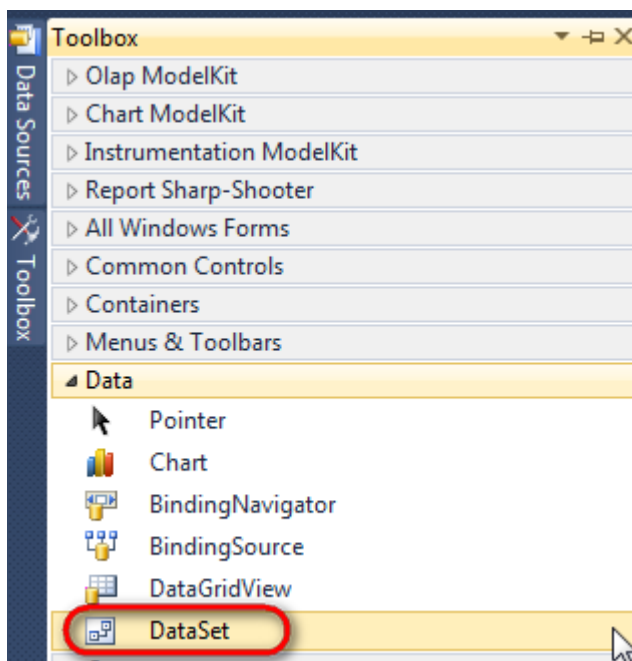 Toolbox
Data Sources
Toolbox
Olap ModelKit
Chart ModelKit
Instrumentation ModelKit
Report Sharp-Shooter
All Windows Forms
Common Controls
Containers
Menus & Toolbars
Data
Pointer
Chart
BindingNavigator
BindingSource
DataGridView
DataSet